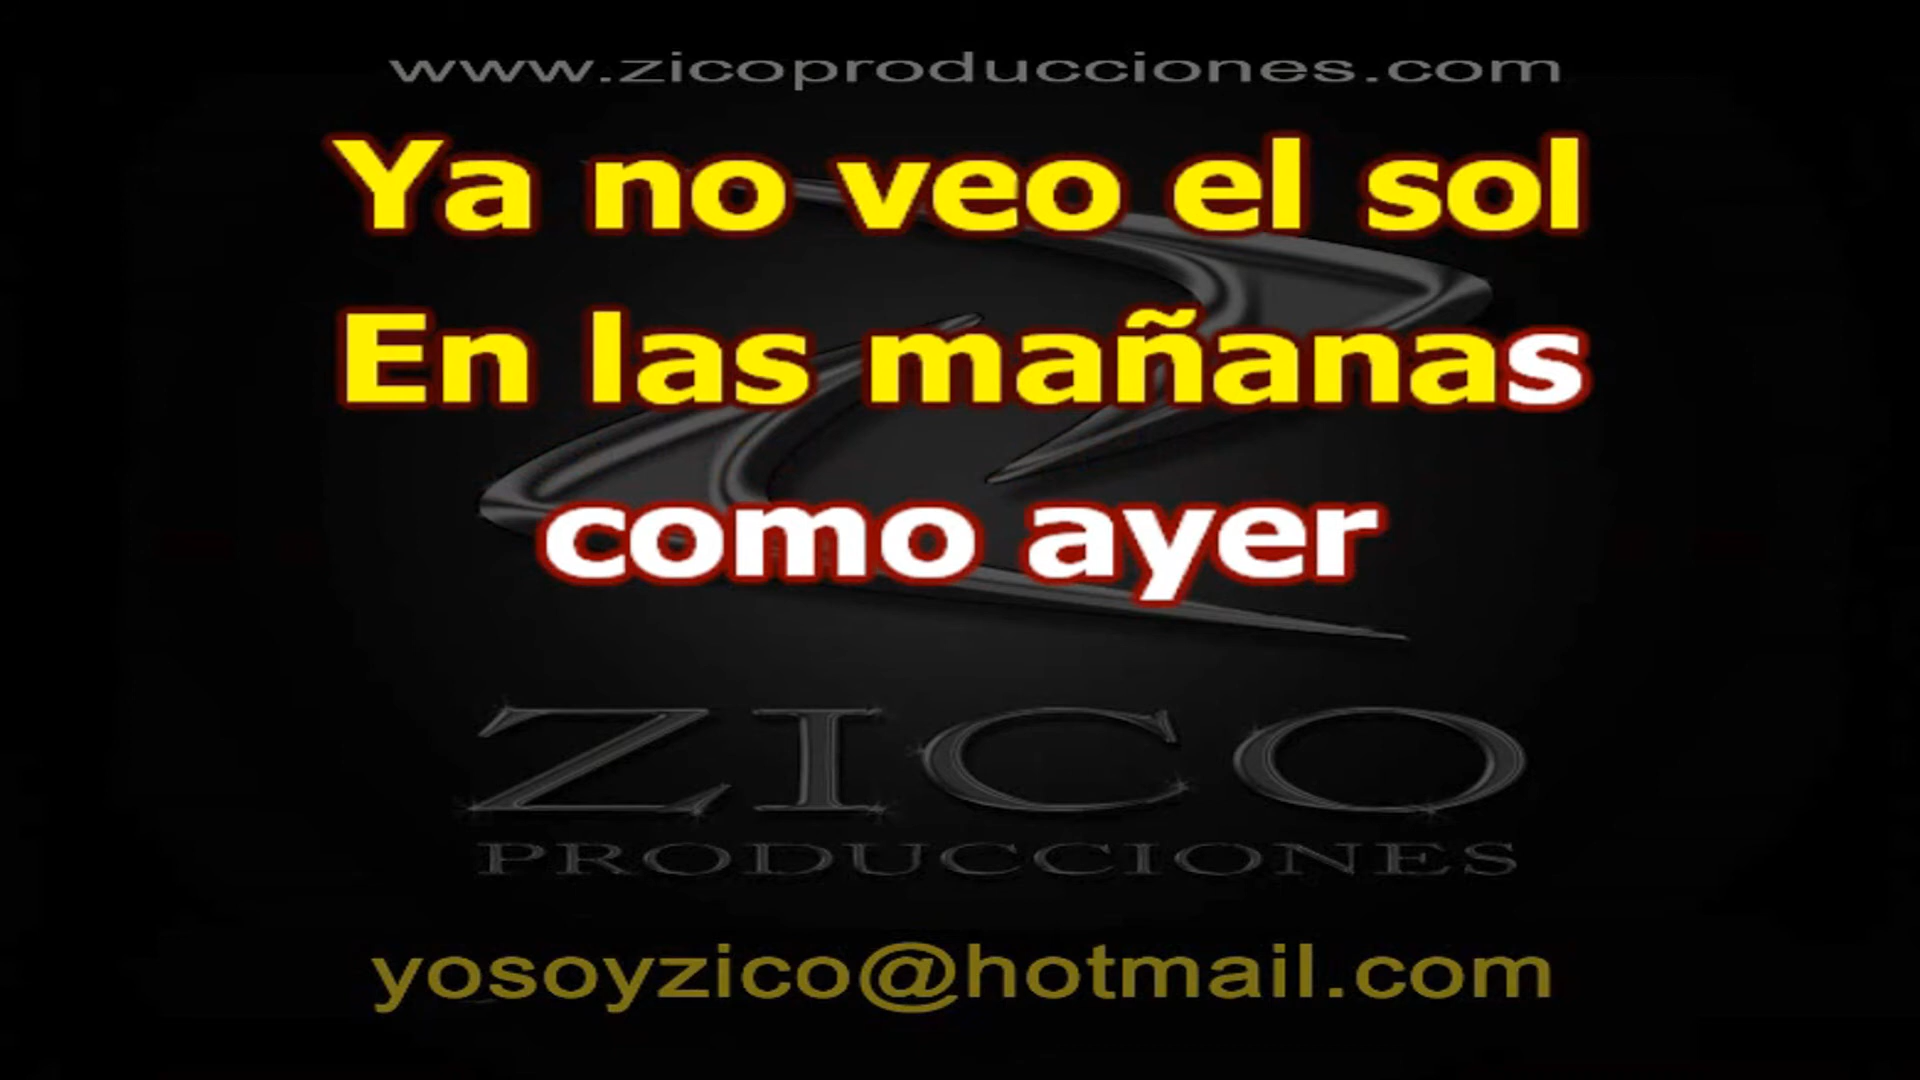 www.zicoproducciones.com
Ya no veo el sol
En las mañanas
como ayer
ZICO
PRODUCCIONES
yosoyzico@hotmail.com